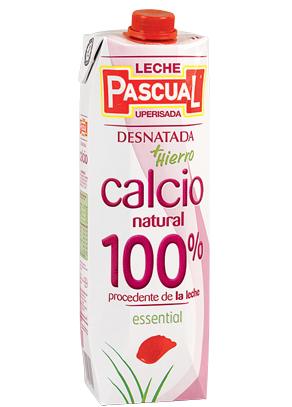 LECHE
PASCUAL
UPERISADA
DESNATADA
+Hierro
calcio
natural
100%
procedente de la leche
essential